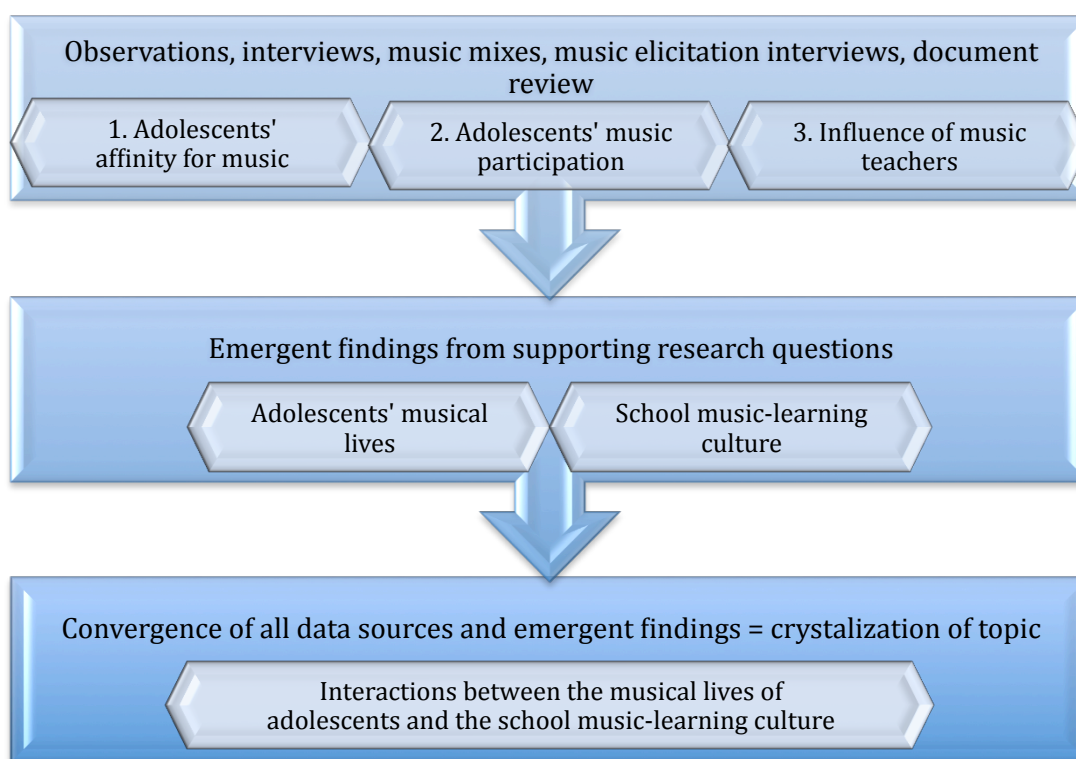 Observations, interviews, music mixes, music elicitation interviews, document
review
1. Adolescents'
affinity for music
2. Adolescents' music
participation
3. Influence of music
teachers
Emergent findings from supporting research questions
Adolescents' musical
lives
School music-learning
culture
Convergence of all data sources and emergent findings = crystalization of topic
Interactions between the musical lives of
adolescents and the school music-learning culture